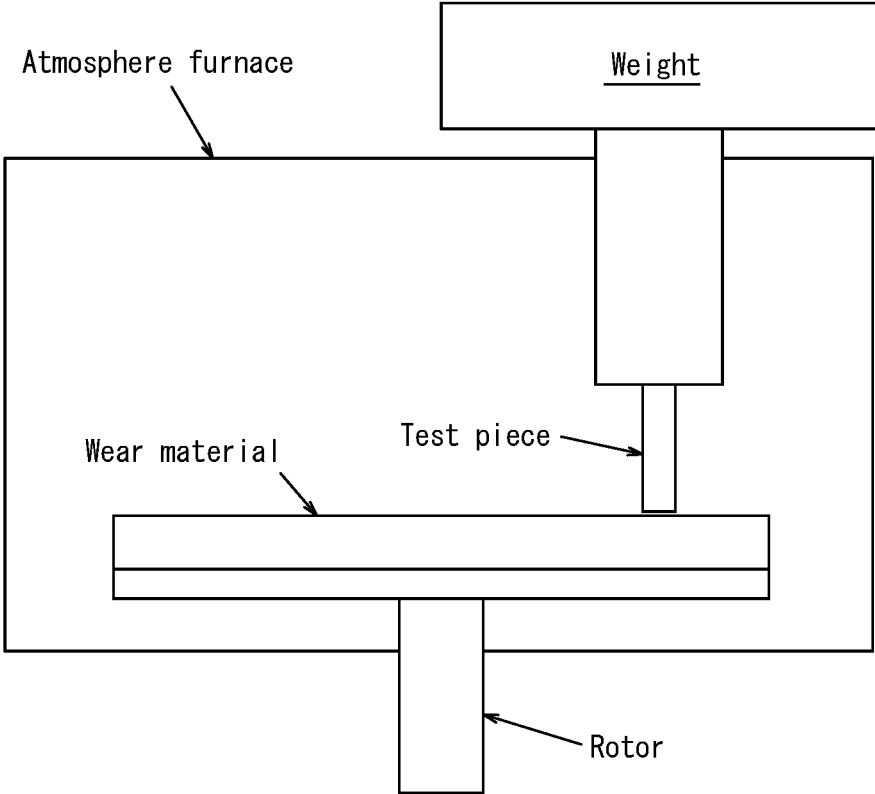 Atmosphere furnace
Weight
Test piece
Wear material
Rotor